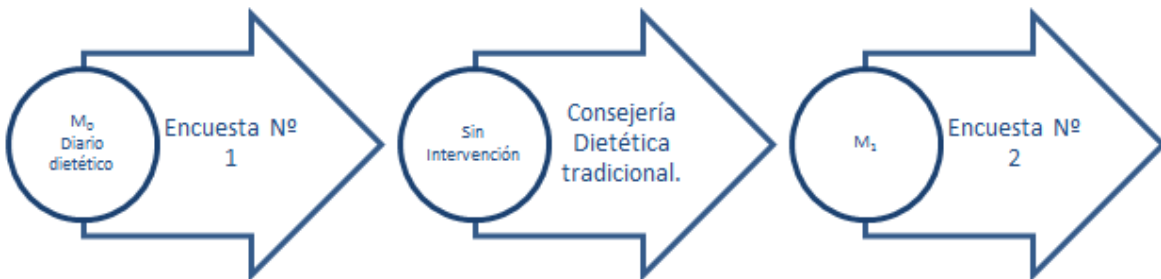 M₀
Diario
dietético
Encuesta Nº
1
Sin
Intervención
Consejería
Dietética
tradicional.
M₁
Encuesta Nº
2